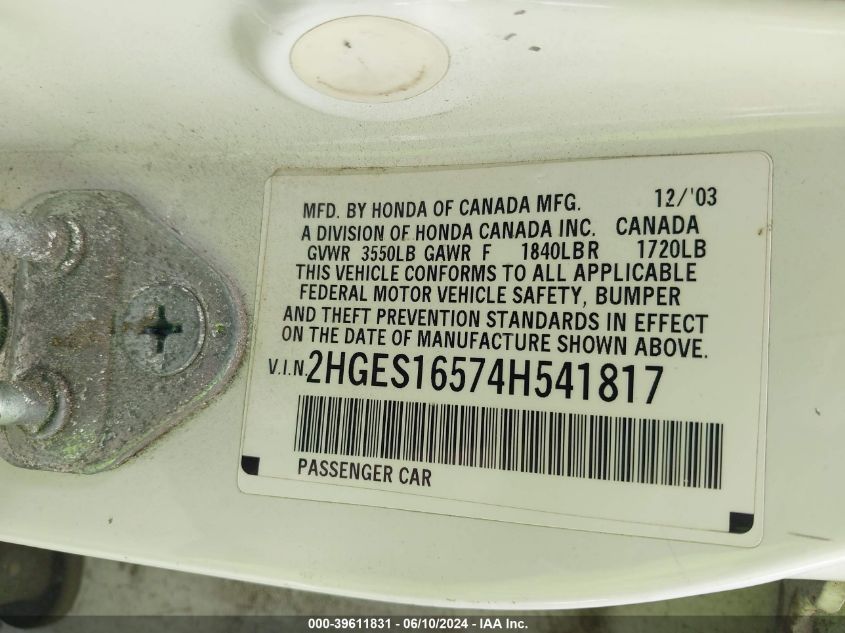 MFD. BY HONDA OF CANADA MFG. 12/'03
A DIVISION OF HONDA CANADA INC. CANADA
GVWR 3550LB GAWR F 1840LB R 1720LB
THIS VEHICLE CONFORMS TO ALL APPLICABLE
FEDERAL MOTOR VEHICLE SAFETY, BUMPER
AND THEFT PREVENTION STANDARDS IN EFFECT
ON THE DATE OF MANUFACTURE SHOWN ABOVE.
V.I.N. 2HGES16574H541817
PASSENGER CAR
000-39611831 - 06/10/2024 - IAA Inc.